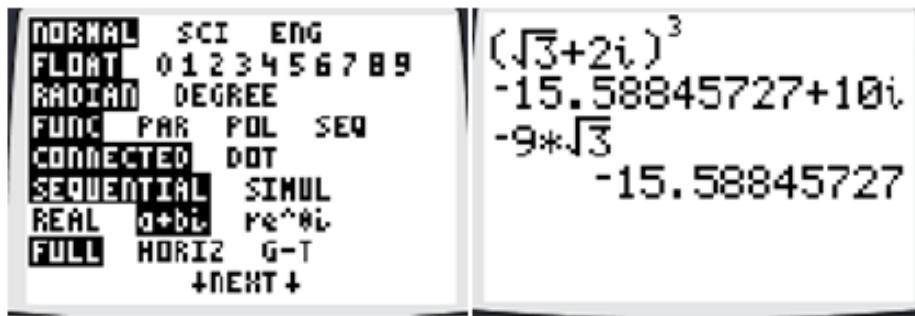 NORMAL SCI ENG
FLOAT 0 1 2 3 4 5 6 7 8 9
RADIAN DEGREE
FUNC PAR POL SEQ
CONNECTED DOT
SEQUENTIAL SIMUL
REAL a+bi re^θi
FULL HORIZ G-T
↓NEXT↓
(√3+2i)³
-15.58845727+10i
-9*√3
-15.58845727